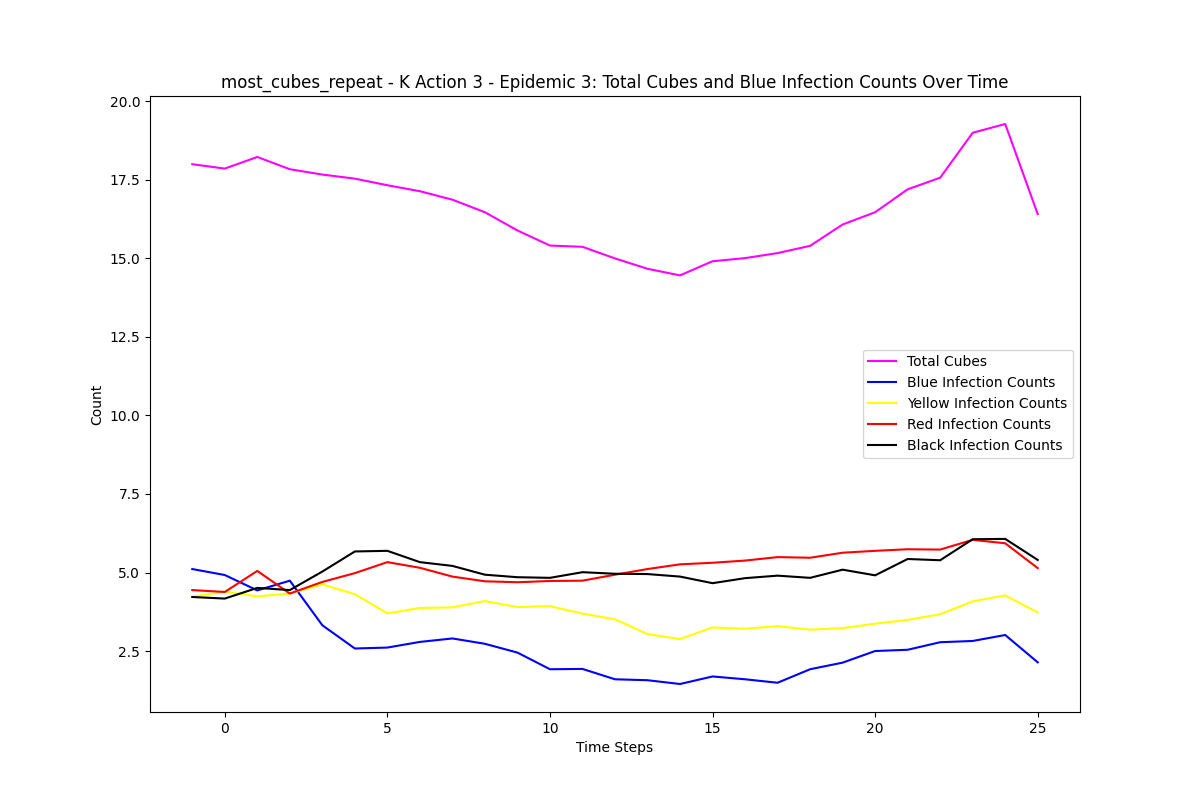 most_cubes_repeat - K Action 3 - Epidemic 3: Total Cubes and Blue Infection Counts Over Time
20.0
17.5
15.0
12.5
10.0
7.5
5.0
2.5
Count
Total Cubes
Blue Infection Counts
Yellow Infection Counts
Red Infection Counts
Black Infection Counts
0 5 10 15 20 25
Time Steps